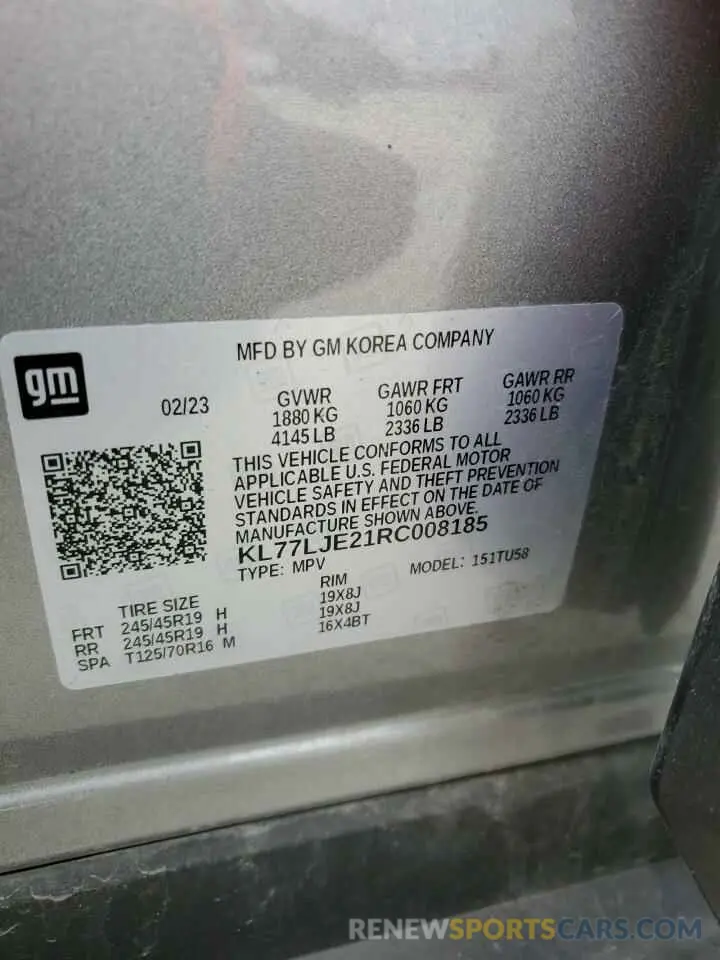 MFD BY GM KOREA COMPANY
gm
02/23
GVWR
1880 KG
4145 LB
GAWR FRT
1060 KG
2336 LB
GAWR RR
1060 KG
2336 LB
THIS VEHICLE CONFORMS TO ALL
APPLICABLE U.S. FEDERAL MOTOR
VEHICLE SAFETY AND THEFT PREVENTION
STANDARDS IN EFFECT ON THE DATE OF
MANUFACTURE SHOWN ABOVE.
KL77LJE21RC008185
TYPE: MPV
MODEL: 151TU58
TIRE SIZE RIM
FRT 245/45R19 H 19X8J
RR 245/45R19 H 19X8J
SPA T125/70R16 M 16X4BT
RENEWSPORTSCARS.COM